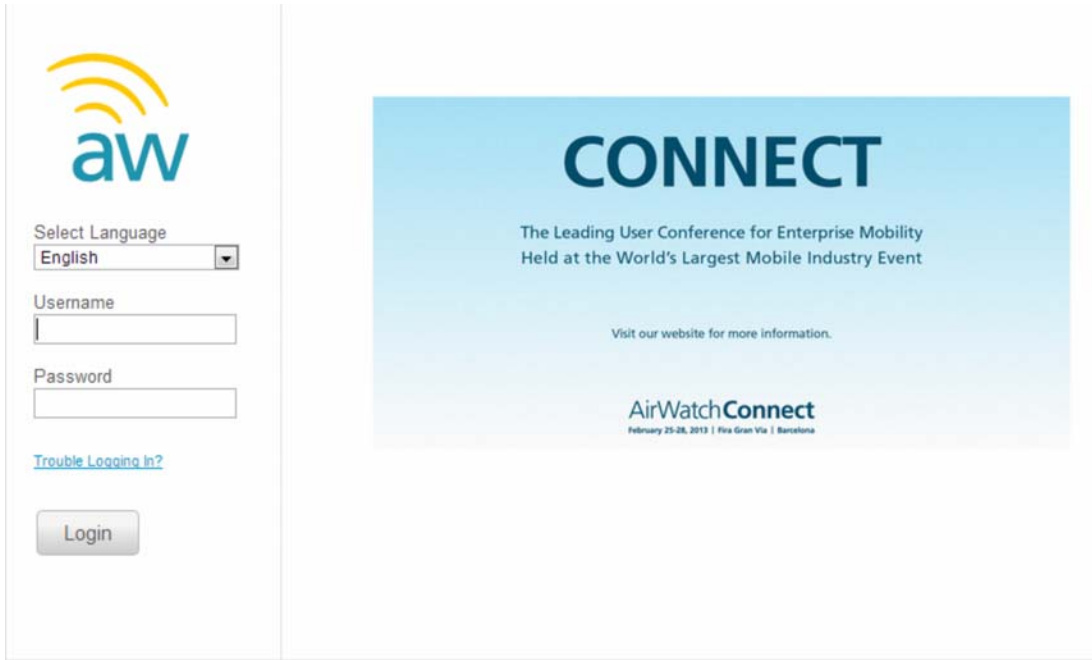 aw
Select Language
English
Username
Password
Trouble Logging In?
Login
CONNECT
The Leading User Conference for Enterprise Mobility
Held at the World's Largest Mobile Industry Event
Visit our website for more information.
AirWatchConnect
February 25-28, 2013 | Fira Gran Via | Barcelona